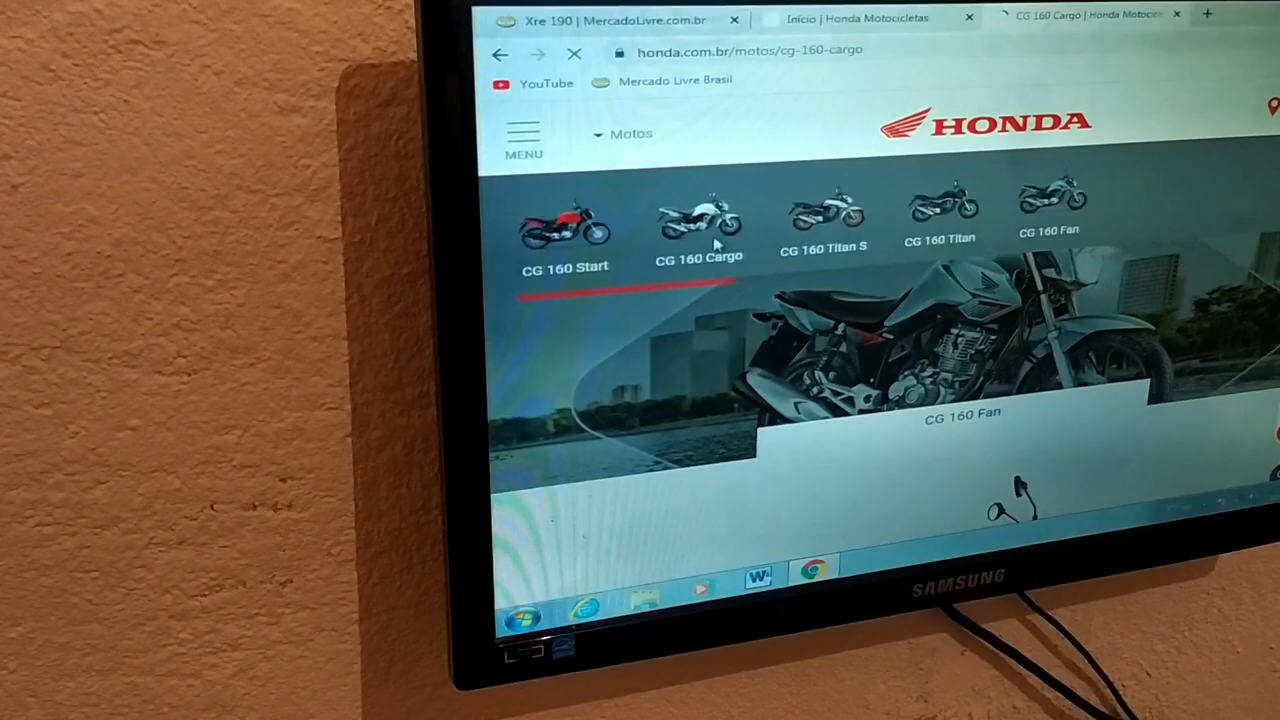 Xre 190 | MercadoLivre.com.br
Início | Honda Motocicletas
CG 160 Cargo | Honda Motocic
honda.com.br/motos/cg-160-cargo
YouTube
Mercado Livre Brasil
MENU
Motos
HONDA
CG 160 Start
CG 160 Cargo
CG 160 Titan S
CG 160 Titan
CG 160 Fan
CG 160 Fan
W
SAMSUNG